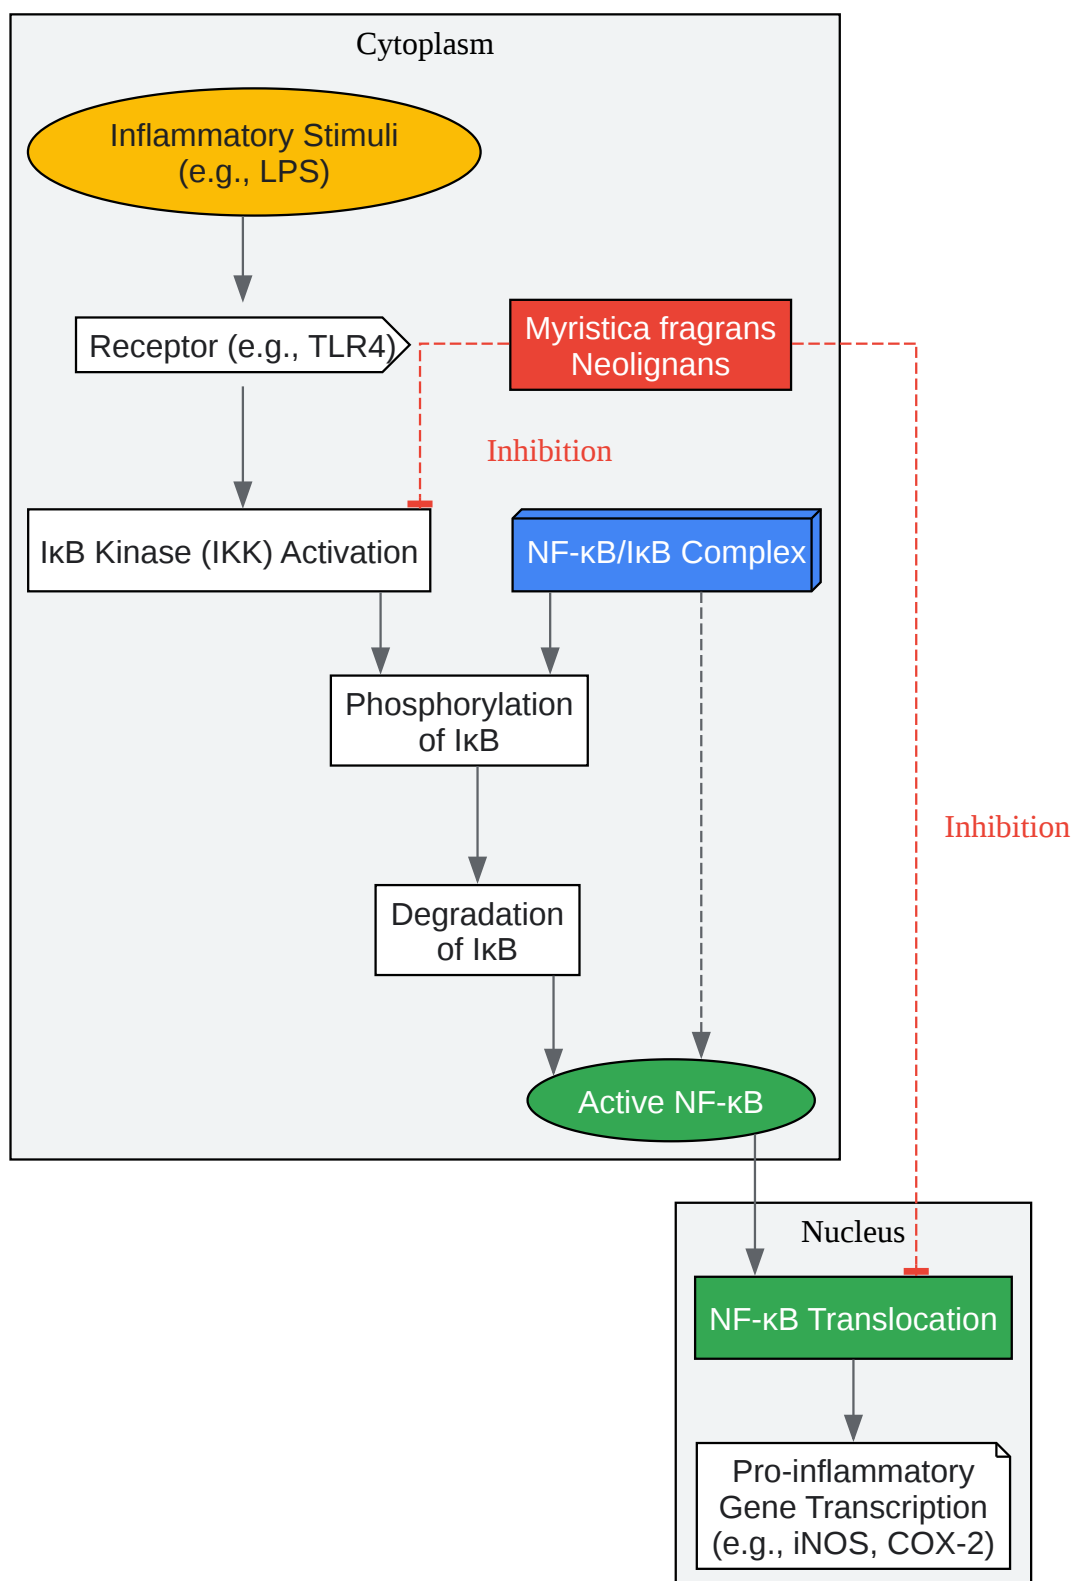 Cytoplasm
Inflammatory Stimuli
(e.g., LPS)
Receptor (e.g., TLR4)
Myristica fragrans
Neolignans
Inhibition
IκB Kinase (IKK) Activation
NF-κB/IκB Complex
Phosphorylation
of IκB
Inhibition
Degradation
of IκB
Active NF-κB
Nucleus
NF-κB Translocation
Pro-inflammatory
Gene Transcription
(e.g., iNOS, COX-2)